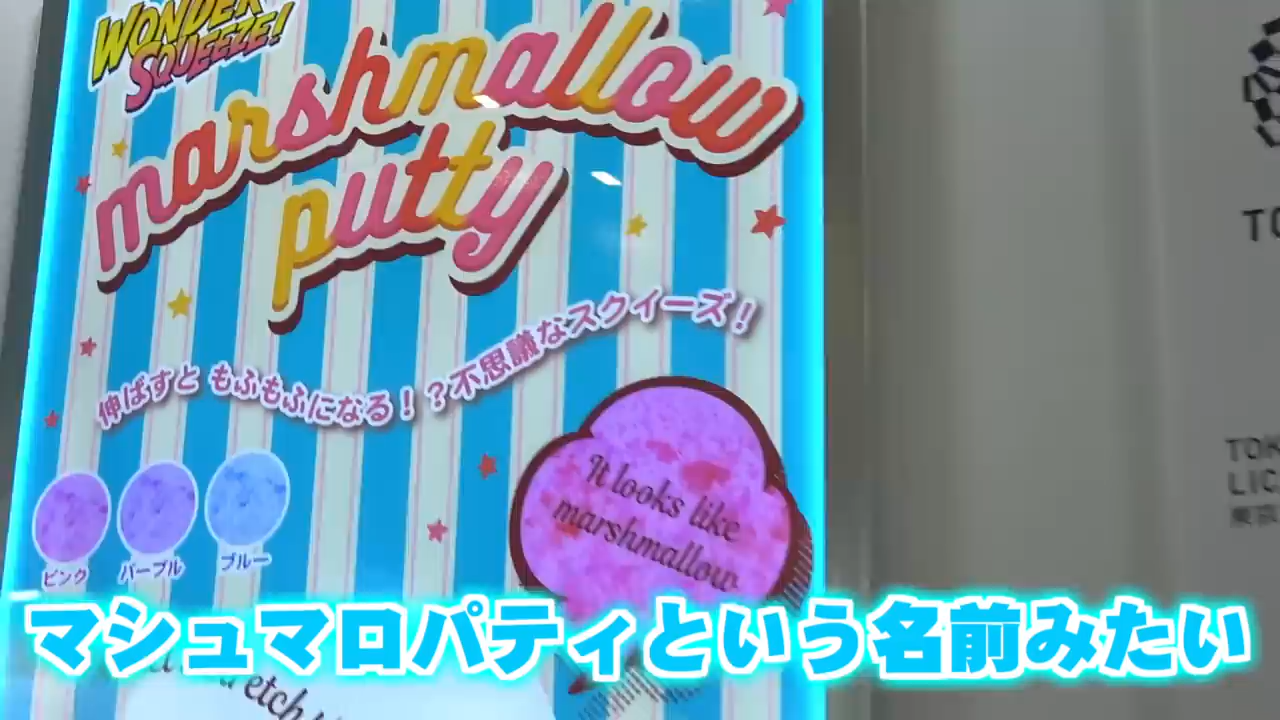 WONDER
SQUEEZE!
marshmallow
putty
伸ばすと もふもふになる！？不思議なスクイーズ！
It looks like
marshmallow
ピンク
パープル
ブルー
マシュマロパティという名前みたい